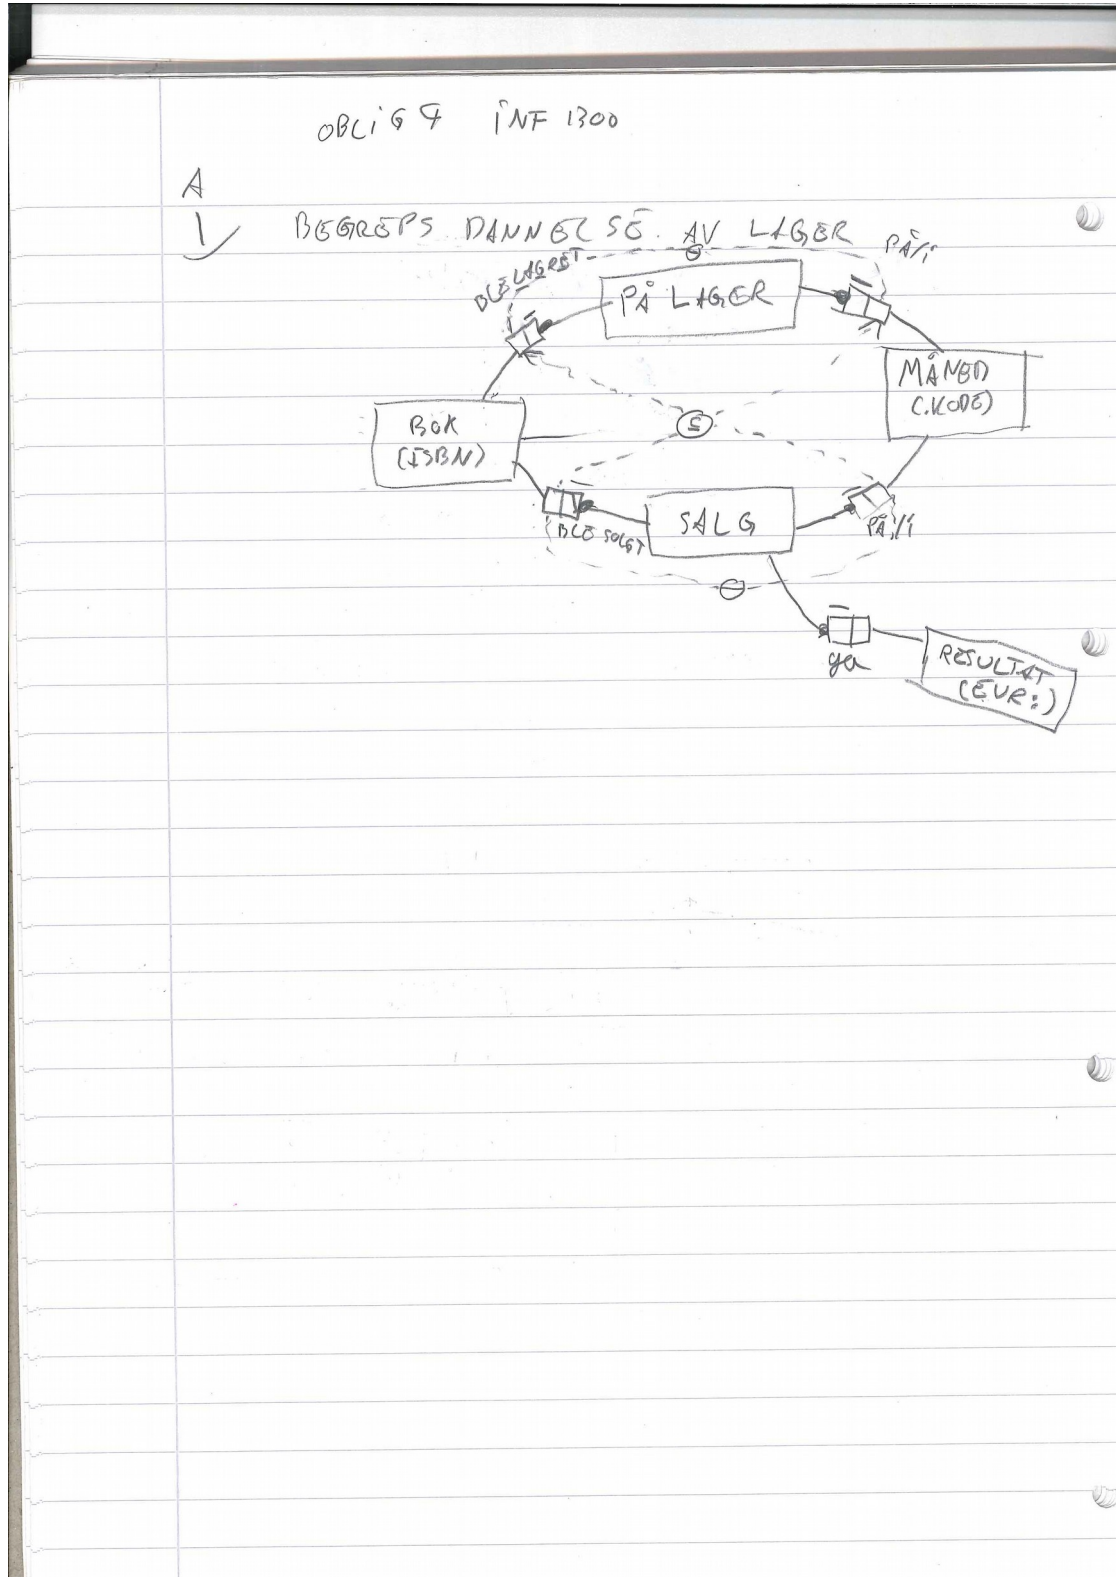 OBLIG 4 INF 1300
A
1
BEGREPS DANNELSE AV LAGER
BLE LAGRET
PÅ/i
PÅ LAGER
MÅNED
(.KODE)
BOK
(ISBN)
SALG
BLE SOLGT
PÅ/i
ga
RESULTAT
(EUR:)